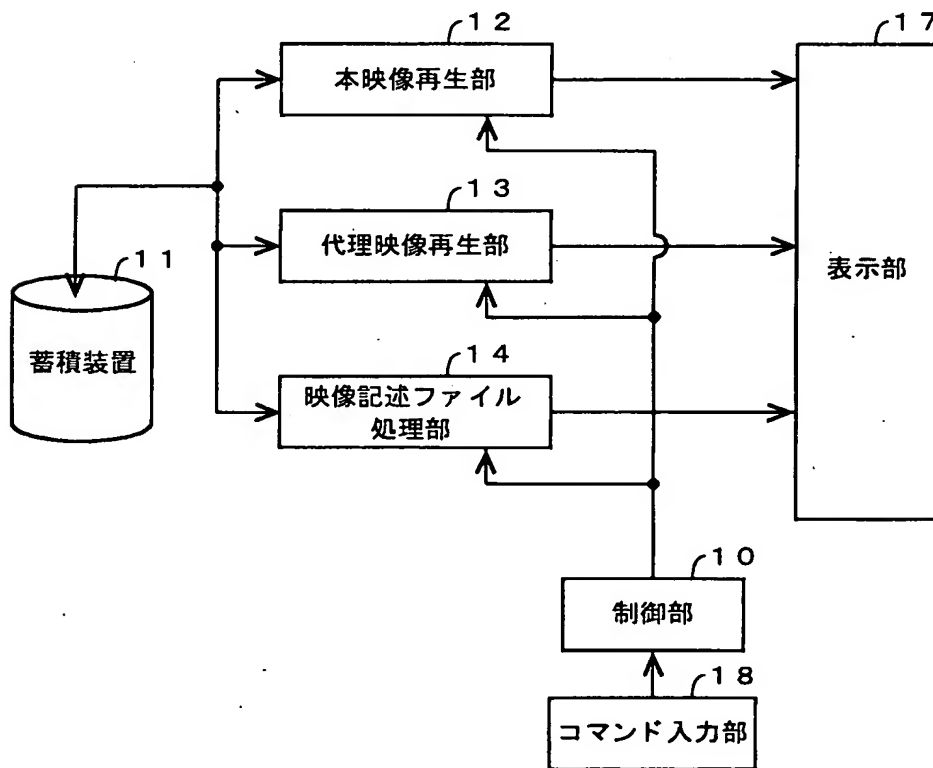 12
本映像再生部
17
13
代理映像再生部
表示部
11
蓄積装置
14
映像記述ファイル
処理部
10
制御部
18
コマンド入力部